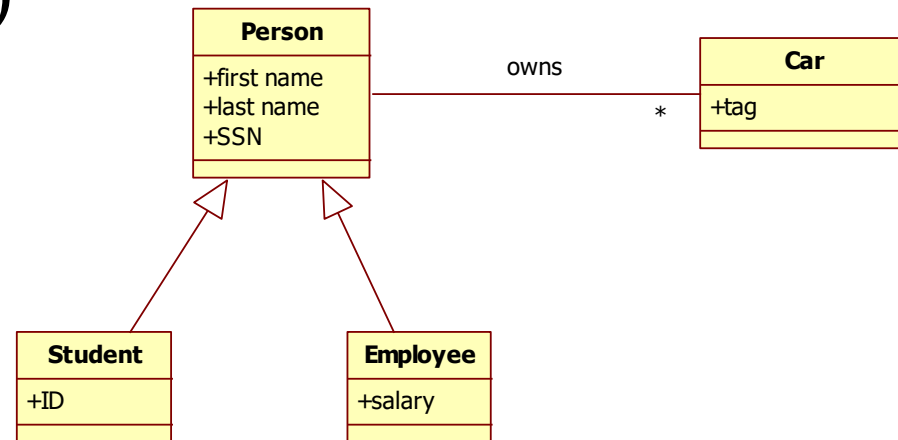 )
Person
+first name
+last name
+SSN
owns
*
Car
+tag
Student
+ID
Employee
+salary